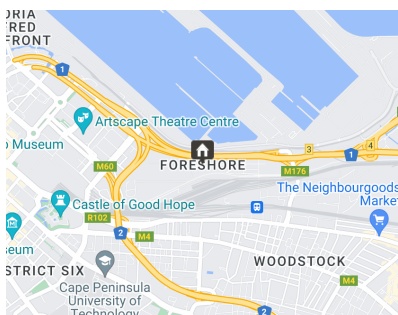 ORIA
FRED
FRONT
1
Artscape Theatre Centre
o Museum
3
4
1
M60
FORESHORE
M176
The Neighbourgoods
Market
Castle of Good Hope
R102
2
M4
seum
STRICT SIX
WOODSTOCK
M4
Cape Peninsula
University of
Technology
2